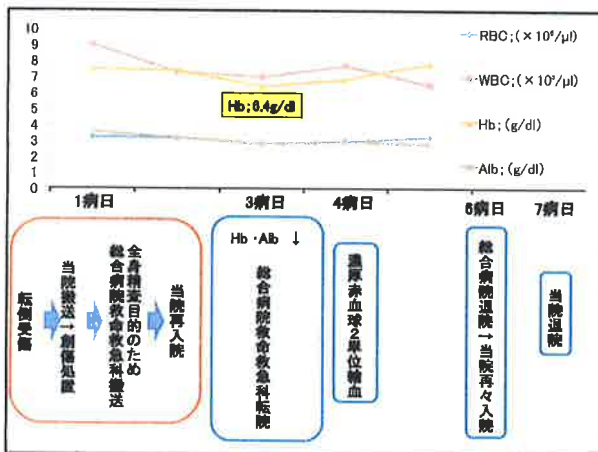 10
9
8
7
6
5
4
3
2
1
0
RBC;(×10⁶/μl)
WBC;(×10³/μl)
Hb;(g/dl)
Alb;(g/dl)
Hb;6.4g/dl
1病日
3病日
4病日
6病日
7病日
転倒受傷
当院搬送→創傷処置
全身精査目的のため
総合病院救命救急科搬送
当院再入院
Hb・Alb ↓
総合病院救命救急科転院
濃厚赤血球2単位輸血
総合病院退院→当院再々入院
当院退院